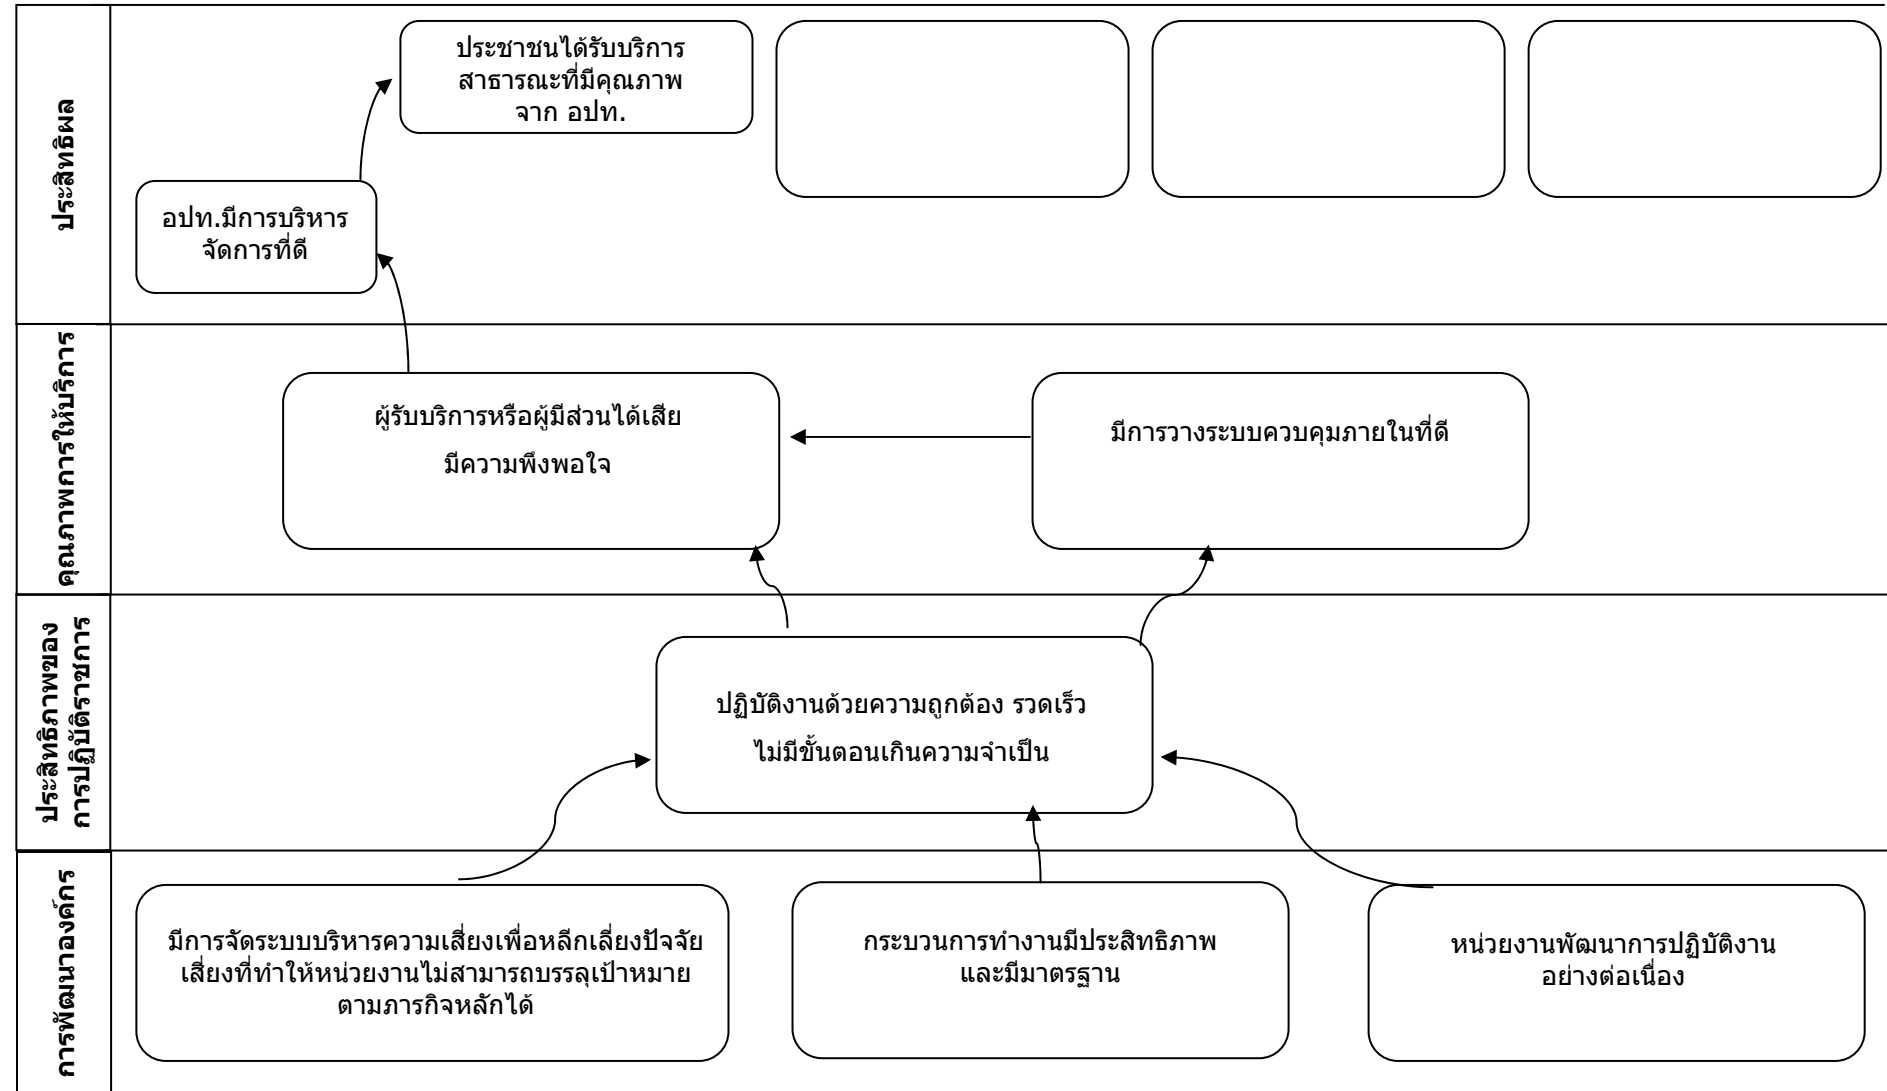 ประสิทธิผล
ประชาชนได้รับบริการ
สาธารณะที่มีคุณภาพ
จาก อปท.
อปท.มีการบริหาร
จัดการที่ดี
คุณภาพการให้บริการ
ผู้รับบริการหรือผู้มีส่วนได้เสีย
มีความพึงพอใจ
มีการวางระบบควบคุมภายในที่ดี
ประสิทธิภาพของ
การปฏิบัติราชการ
ปฏิบัติงานด้วยความถูกต้อง รวดเร็ว
ไม่มีขั้นตอนเกินความจำเป็น
การพัฒนาองค์กร
มีการจัดระบบบริหารความเสี่ยงเพื่อหลีกเลี่ยงปัจจัย
เสี่ยงที่ทำให้หน่วยงานไม่สามารถบรรลุเป้าหมาย
ตามภารกิจหลักได้
กระบวนการทำงานมีประสิทธิภาพ
และมีมาตรฐาน
หน่วยงานพัฒนาการปฏิบัติงาน
อย่างต่อเนื่อง